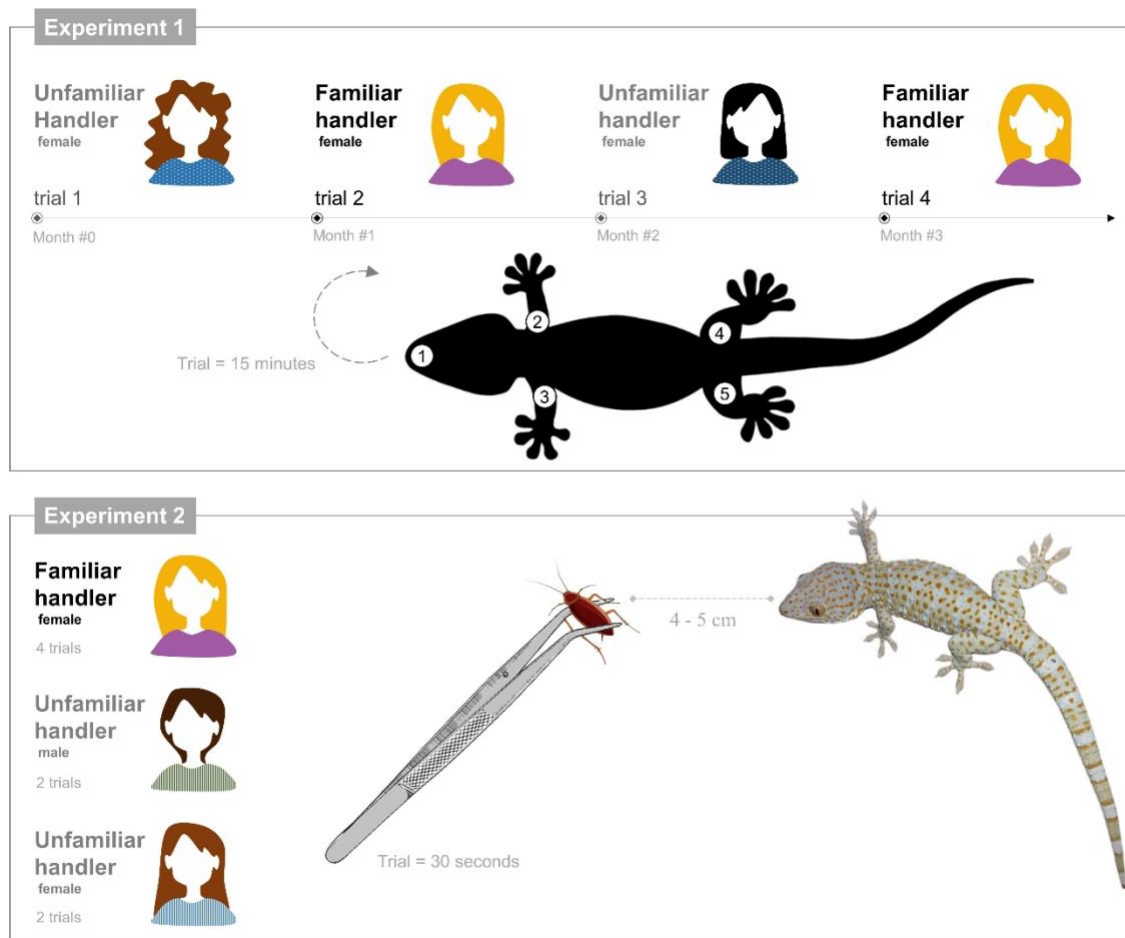 Experiment 1
Unfamiliar
Handler
female
Familiar
handler
female
Unfamiliar
handler
female
Familiar
handler
female
trial 1
trial 2
trial 3
trial 4
Month #0
Month #1
Month #2
Month #3
Trial = 15 minutes
1
2
3
4
5
Experiment 2
Familiar
handler
female
4 trials
Unfamiliar
handler
male
2 trials
Unfamiliar
handler
female
2 trials
4 - 5 cm
Trial = 30 seconds